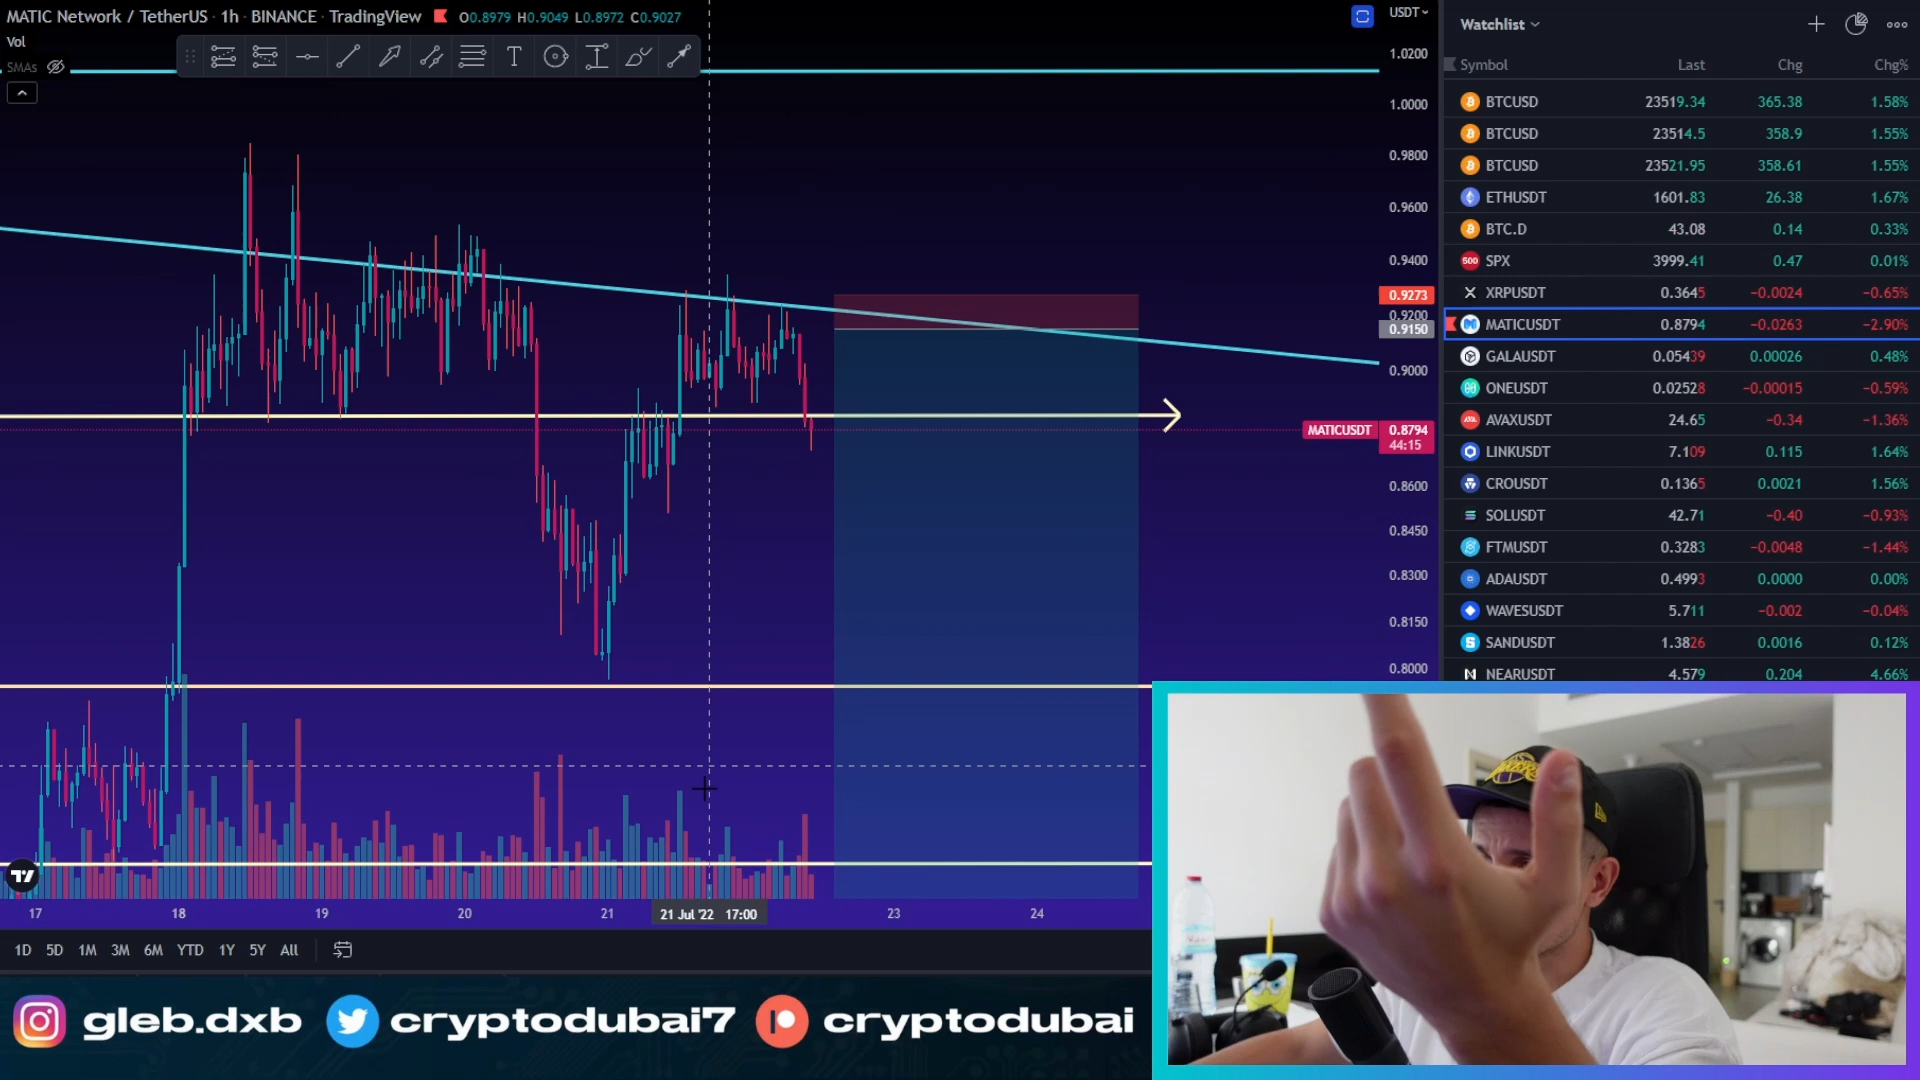 MATIC Network / TetherUS · 1h · BINANCE · TradingView O0.8979 H0.9049 L0.8972 C0.9027
Vol
SMAs
USDT
1.0200
1.0000
0.9800
0.9600
0.9400
0.9273
0.9200
0.9150
0.9000
MATICUSDT 0.8794
44:15
0.8600
0.8450
0.8300
0.8150
0.8000
17 18 19 20 21 21 Jul '22 17:00 23 24
1D 5D 1M 3M 6M YTD 1Y 5Y All
Watchlist
Symbol Last Chg Chg%
BTCUSD 23519.34 365.38 1.58%
BTCUSD 23514.5 358.9 1.55%
BTCUSD 23521.95 358.61 1.55%
ETHUSDT 1601.83 26.38 1.67%
BTC.D 43.08 0.14 0.33%
500 SPX 3999.41 0.47 0.01%
XRPUSDT 0.3645 −0.0024 −0.65%
MATICUSDT 0.8794 −0.0263 −2.90%
GALAUSDT 0.05439 0.00026 0.48%
ONEUSDT 0.02528 −0.00015 −0.59%
AVAXUSDT 24.65 −0.34 −1.36%
LINKUSDT 7.109 0.115 1.64%
CROUSDT 0.1365 0.0021 1.56%
SOLUSDT 42.71 −0.40 −0.93%
FTMUSDT 0.3283 −0.0048 −1.44%
ADAUSDT 0.4993 0.0000 0.00%
WAVESUSDT 5.711 −0.002 −0.04%
SANDUSDT 1.3826 0.0016 0.12%
NEARUSDT 4.579 0.204 4.66%
gleb.dxb cryptodubai7 cryptodubai